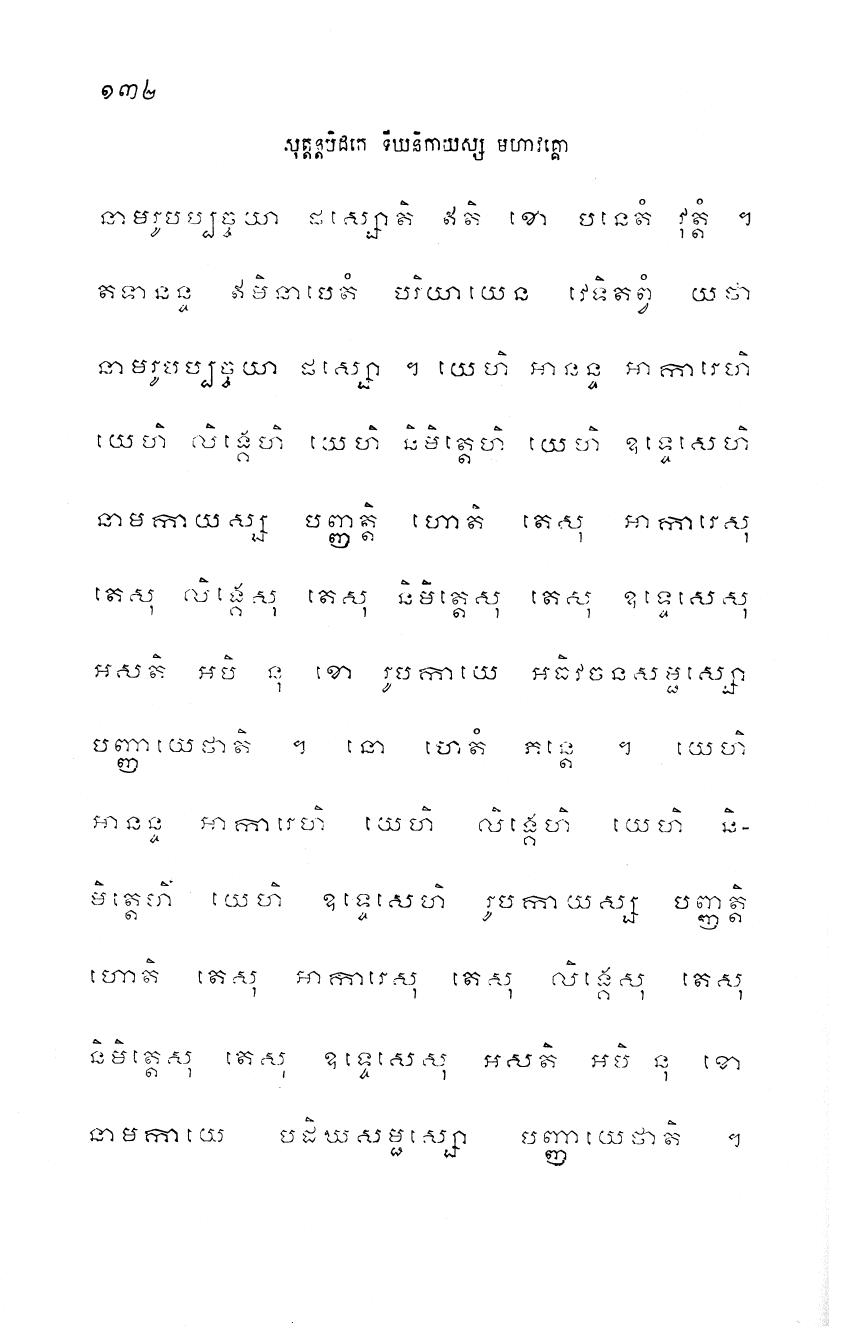 ១៣២
សុត្តន្តបិដកេ ទីឃនិកាយស្ស មហាវគ្គោ
នាមរូបប្បច្ចយា ផស្សោតិ ឥតិ ខោ បនេតំ វុត្តំ ។
តទានន្ទ ឥមិនាបេតំ បរិយាយេន វេទិតព្វំ យថា
នាមរូបប្បច្ចយា ផស្សោ ។ យេហិ អានន្ទ អាការេហិ
យេហិ លិង្គេហិ យេហិ និមិត្តេហិ យេហិ ឧទ្ទេសេហិ
នាមកាយស្ស បញ្ញត្តិ ហោតិ តេសុ អាការេសុ
តេសុ លិង្គេសុ តេសុ និមិត្តេសុ តេសុ ឧទ្ទេសេសុ
អសតិ អបិ នុ ខោ រូបកាយេ អធិវចនសម្ផស្សោ
បញ្ញាយេថាតិ ។ នោ ហេតំ ភន្តេ ។ យេហិ
អានន្ទ អាការេហិ យេហិ លិង្គេហិ យេហិ និ-
មិត្តេហិ យេហិ ឧទ្ទេសេហិ រូបកាយស្ស បញ្ញត្តិ
ហោតិ តេសុ អាការេសុ តេសុ លិង្គេសុ តេសុ
និមិត្តេសុ តេសុ ឧទ្ទេសេសុ អសតិ អបិ នុ ខោ
នាមកាយេ បដិឃសម្ផស្សោ បញ្ញាយេថាតិ ។